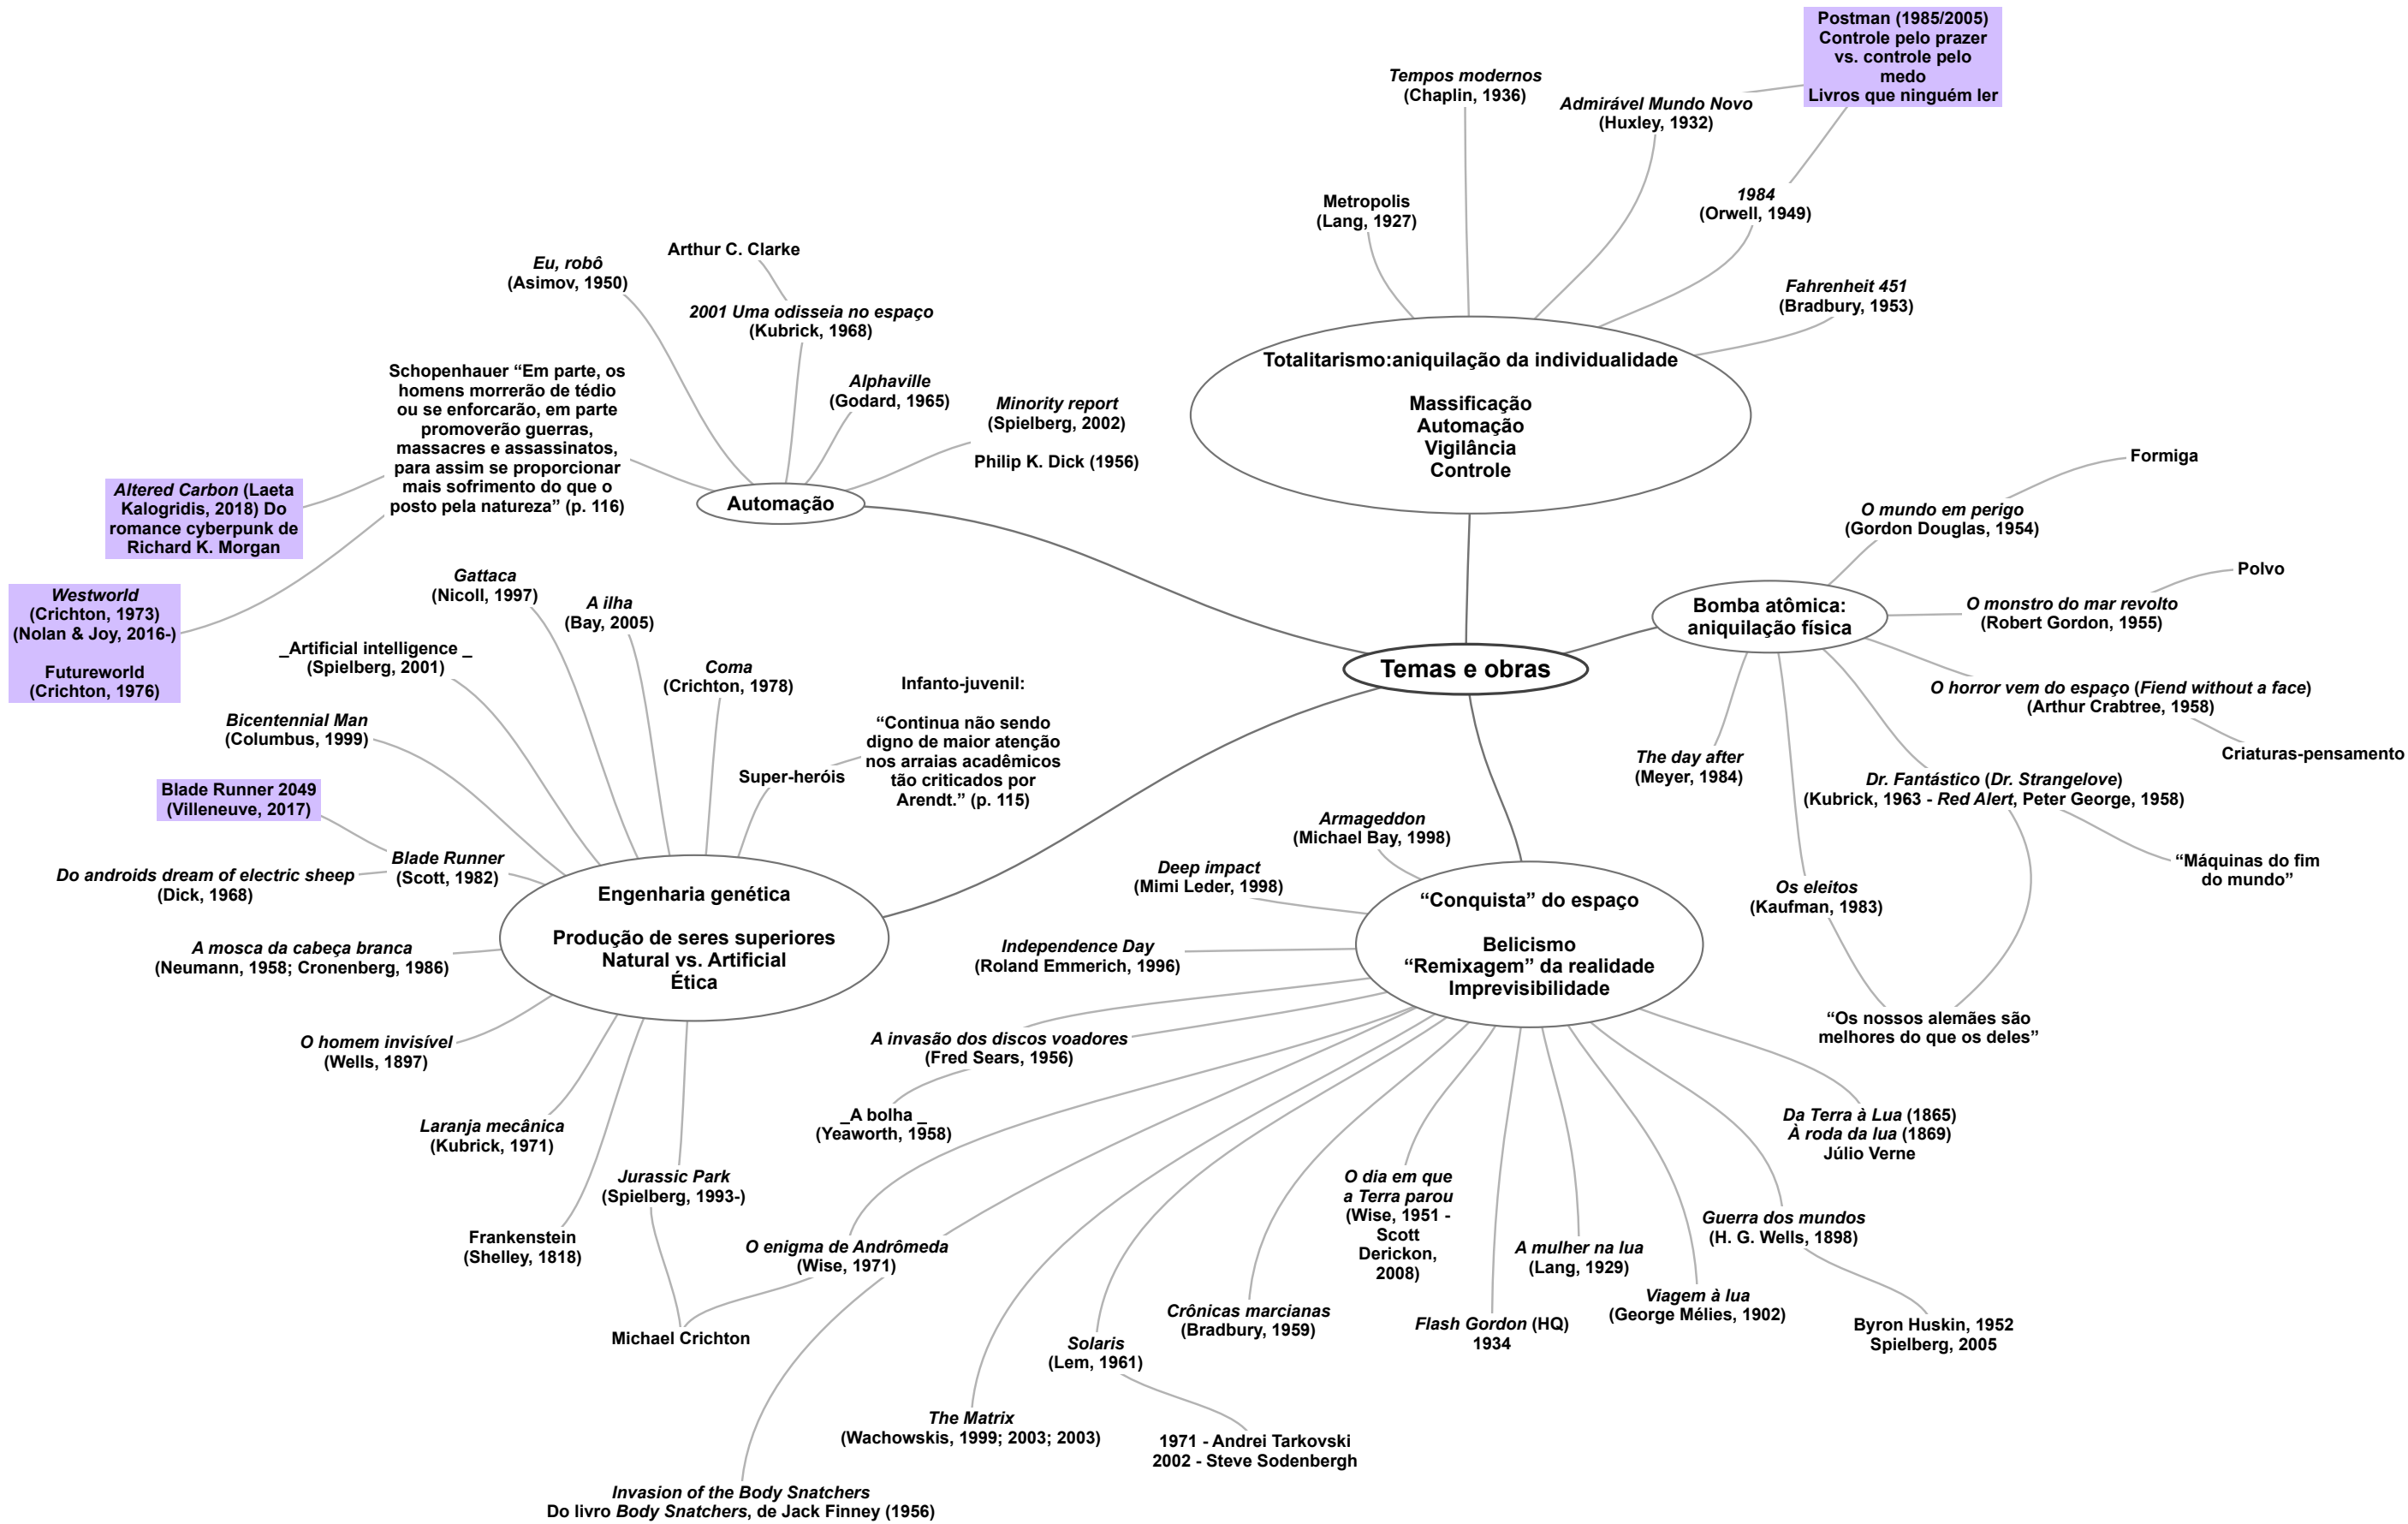 Postman (1985/2005)
Controle pelo prazer
vs. controle pelo
medo
Livros que ninguém ler
Tempos modernos
(Chaplin, 1936)
Admirável Mundo Novo
(Huxley, 1932)
Metropolis
(Lang, 1927)
1984
(Orwell, 1949)
Fahrenheit 451
(Bradbury, 1953)
Totalitarismo:aniquilação da individualidade
Massificação
Automação
Vigilância
Controle
Arthur C. Clarke
Eu, robô
(Asimov, 1950)
2001 Uma odisseia no espaço
(Kubrick, 1968)
Alphaville
(Godard, 1965)
Minority report
(Spielberg, 2002)
Philip K. Dick (1956)
Schopenhauer “Em parte, os
homens morrerão de tédio
ou se enforcarão, em parte
promoverão guerras,
massacres e assassinatos,
para assim se proporcionar
mais sofrimento do que o
posto pela natureza” (p. 116)
Automação
Altered Carbon (Laeta
Kalogridis, 2018) Do
romance cyberpunk de
Richard K. Morgan
Westworld
(Crichton, 1973)
(Nolan & Joy, 2016-)
Futureworld
(Crichton, 1976)
Formiga
O mundo em perigo
(Gordon Douglas, 1954)
Polvo
Bomba atômica:
aniquilação física
O monstro do mar revolto
(Robert Gordon, 1955)
O horror vem do espaço (Fiend without a face)
(Arthur Crabtree, 1958)
Criaturas-pensamento
The day after
(Meyer, 1984)
Dr. Fantástico (Dr. Strangelove)
(Kubrick, 1963 - Red Alert, Peter George, 1958)
“Máquinas do fim
do mundo”
Os eleitos
(Kaufman, 1983)
“Os nossos alemães são
melhores do que os deles”
Temas e obras
Gattaca
(Nicoll, 1997)
A ilha
(Bay, 2005)
_Artificial intelligence _
(Spielberg, 2001)
Coma
(Crichton, 1978)
Infanto-juvenil:
“Continua não sendo
digno de maior atenção
nos arraias acadêmicos
tão criticados por
Arendt.” (p. 115)
Super-heróis
Bicentennial Man
(Columbus, 1999)
Blade Runner 2049
(Villeneuve, 2017)
Blade Runner
(Scott, 1982)
Do androids dream of electric sheep
(Dick, 1968)
Engenharia genética
Produção de seres superiores
Natural vs. Artificial
Ética
A mosca da cabeça branca
(Neumann, 1958; Cronenberg, 1986)
O homem invisível
(Wells, 1897)
Laranja mecânica
(Kubrick, 1971)
Frankenstein
(Shelley, 1818)
Jurassic Park
(Spielberg, 1993-)
Michael Crichton
Armageddon
(Michael Bay, 1998)
Deep impact
(Mimi Leder, 1998)
Independence Day
(Roland Emmerich, 1996)
“Conquista” do espaço
Belicismo
“Remixagem” da realidade
Imprevisibilidade
A invasão dos discos voadores
(Fred Sears, 1956)
_A bolha _
(Yeaworth, 1958)
O enigma de Andrômeda
(Wise, 1971)
Invasion of the Body Snatchers
Do livro Body Snatchers, de Jack Finney (1956)
The Matrix
(Wachowskis, 1999; 2003; 2003)
Solaris
(Lem, 1961)
1971 - Andrei Tarkovski
2002 - Steve Sodenbergh
Crônicas marcianas
(Bradbury, 1959)
O dia em que
a Terra parou
(Wise, 1951 -
Scott
Derickon,
2008)
Flash Gordon (HQ)
1934
A mulher na lua
(Lang, 1929)
Viagem à lua
(George Mélies, 1902)
Guerra dos mundos
(H. G. Wells, 1898)
Byron Huskin, 1952
Spielberg, 2005
Da Terra à Lua (1865)
À roda da lua (1869)
Júlio Verne